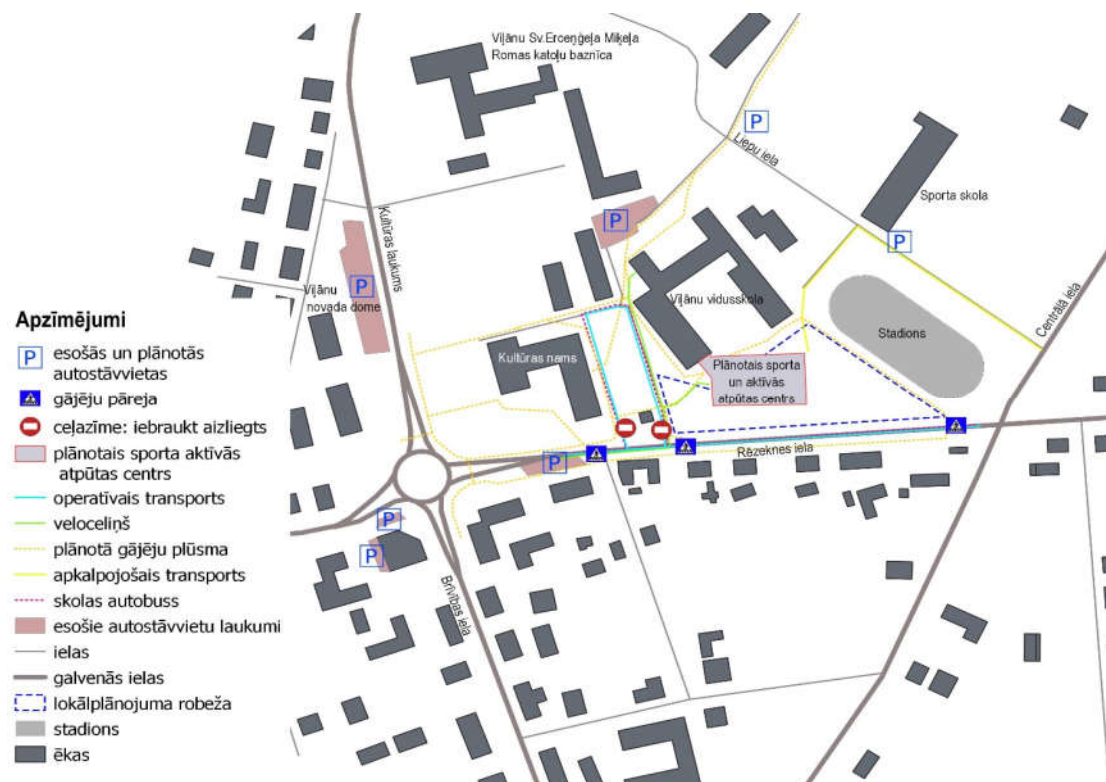 Viļānu Sv.Erceņģeļa Miķeļa
Romas katoļu baznīca
P
Liepu iela
Sporta skola
P
P
Kultūras laukums
Viļānu
novada dome
P
Viļānu vidusskola
Centrālā iela
Stadions
Kultūras nams
Plānotais sporta
un aktīvās
atpūtas centrs
Rēzeknes iela
P
P
P
Brīvības iela
Apzīmējumi
P esošās un plānotās
autostāvvietas
gājēju pāreja
ceļazīme: iebraukt aizliegts
plānotais sporta aktīvās
atpūtas centrs
operatīvais transports
veloceliņš
plānotā gājēju plūsma
apkalpojošais transports
skolas autobuss
esošie autostāvvietu laukumi
ielas
galvenās ielas
lokālplānojuma robeža
stadions
ēkas